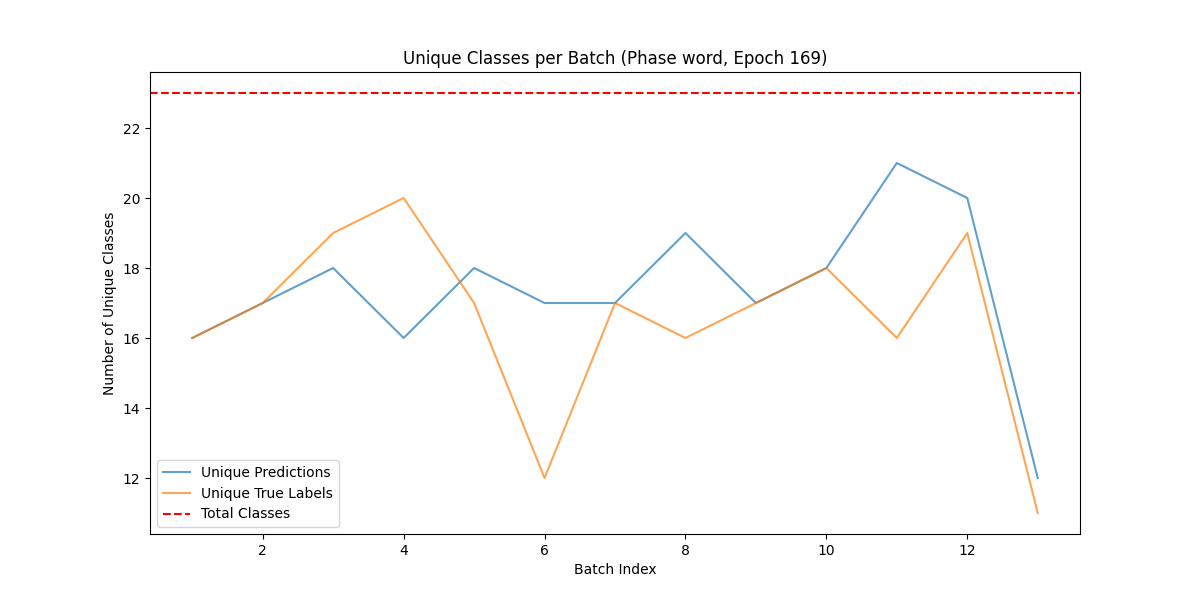 Unique Classes per Batch (Phase word, Epoch 169)
Number of Unique Classes
22
20
18
16
14
12
Unique Predictions
Unique True Labels
Total Classes
2 4 6 8 10 12
Batch Index